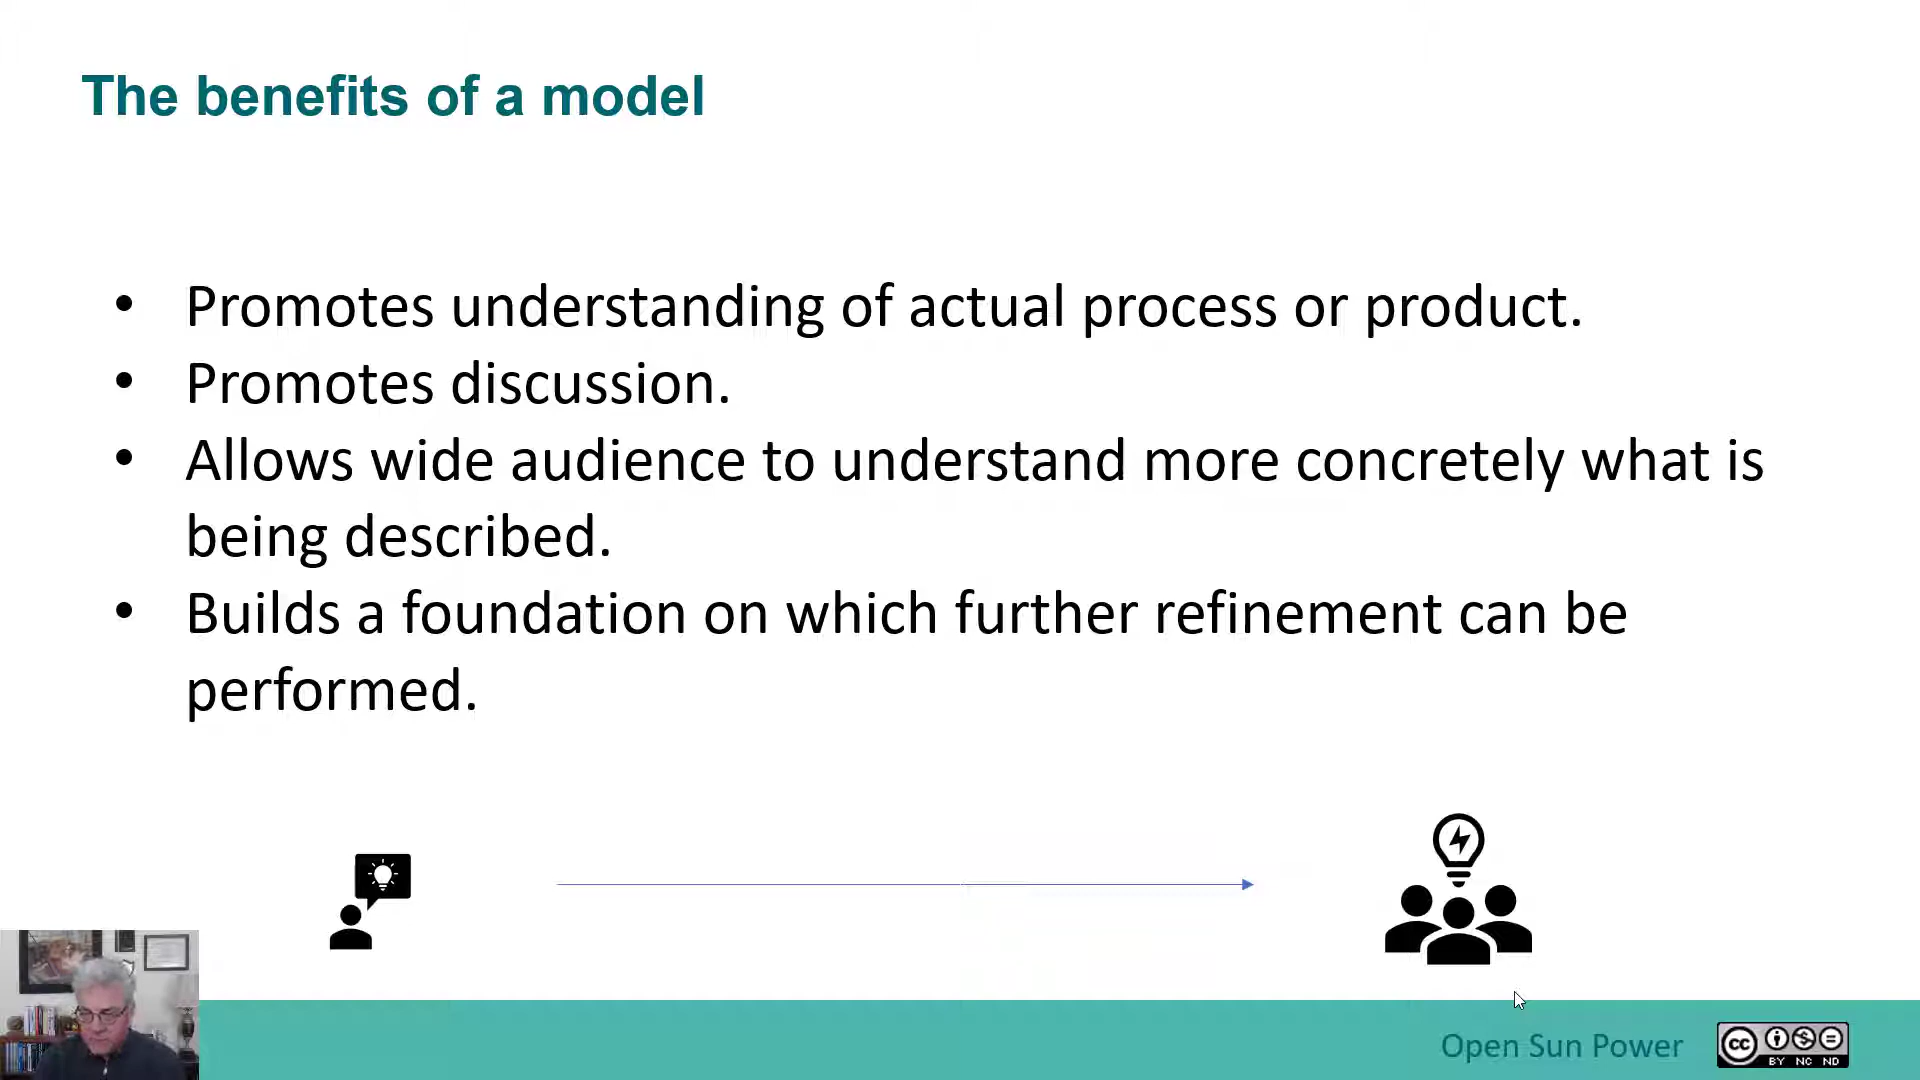 The benefits of a model
• Promotes understanding of actual process or product.
• Promotes discussion.
• Allows wide audience to understand more concretely what is
being described.
• Builds a foundation on which further refinement can be
performed.
Open Sun Power
cc
BY NC ND